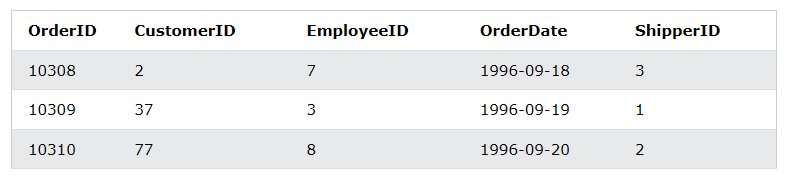 OrderID CustomerID EmployeeID OrderDate ShipperID
10308 2 7 1996-09-18 3
10309 37 3 1996-09-19 1
10310 77 8 1996-09-20 2